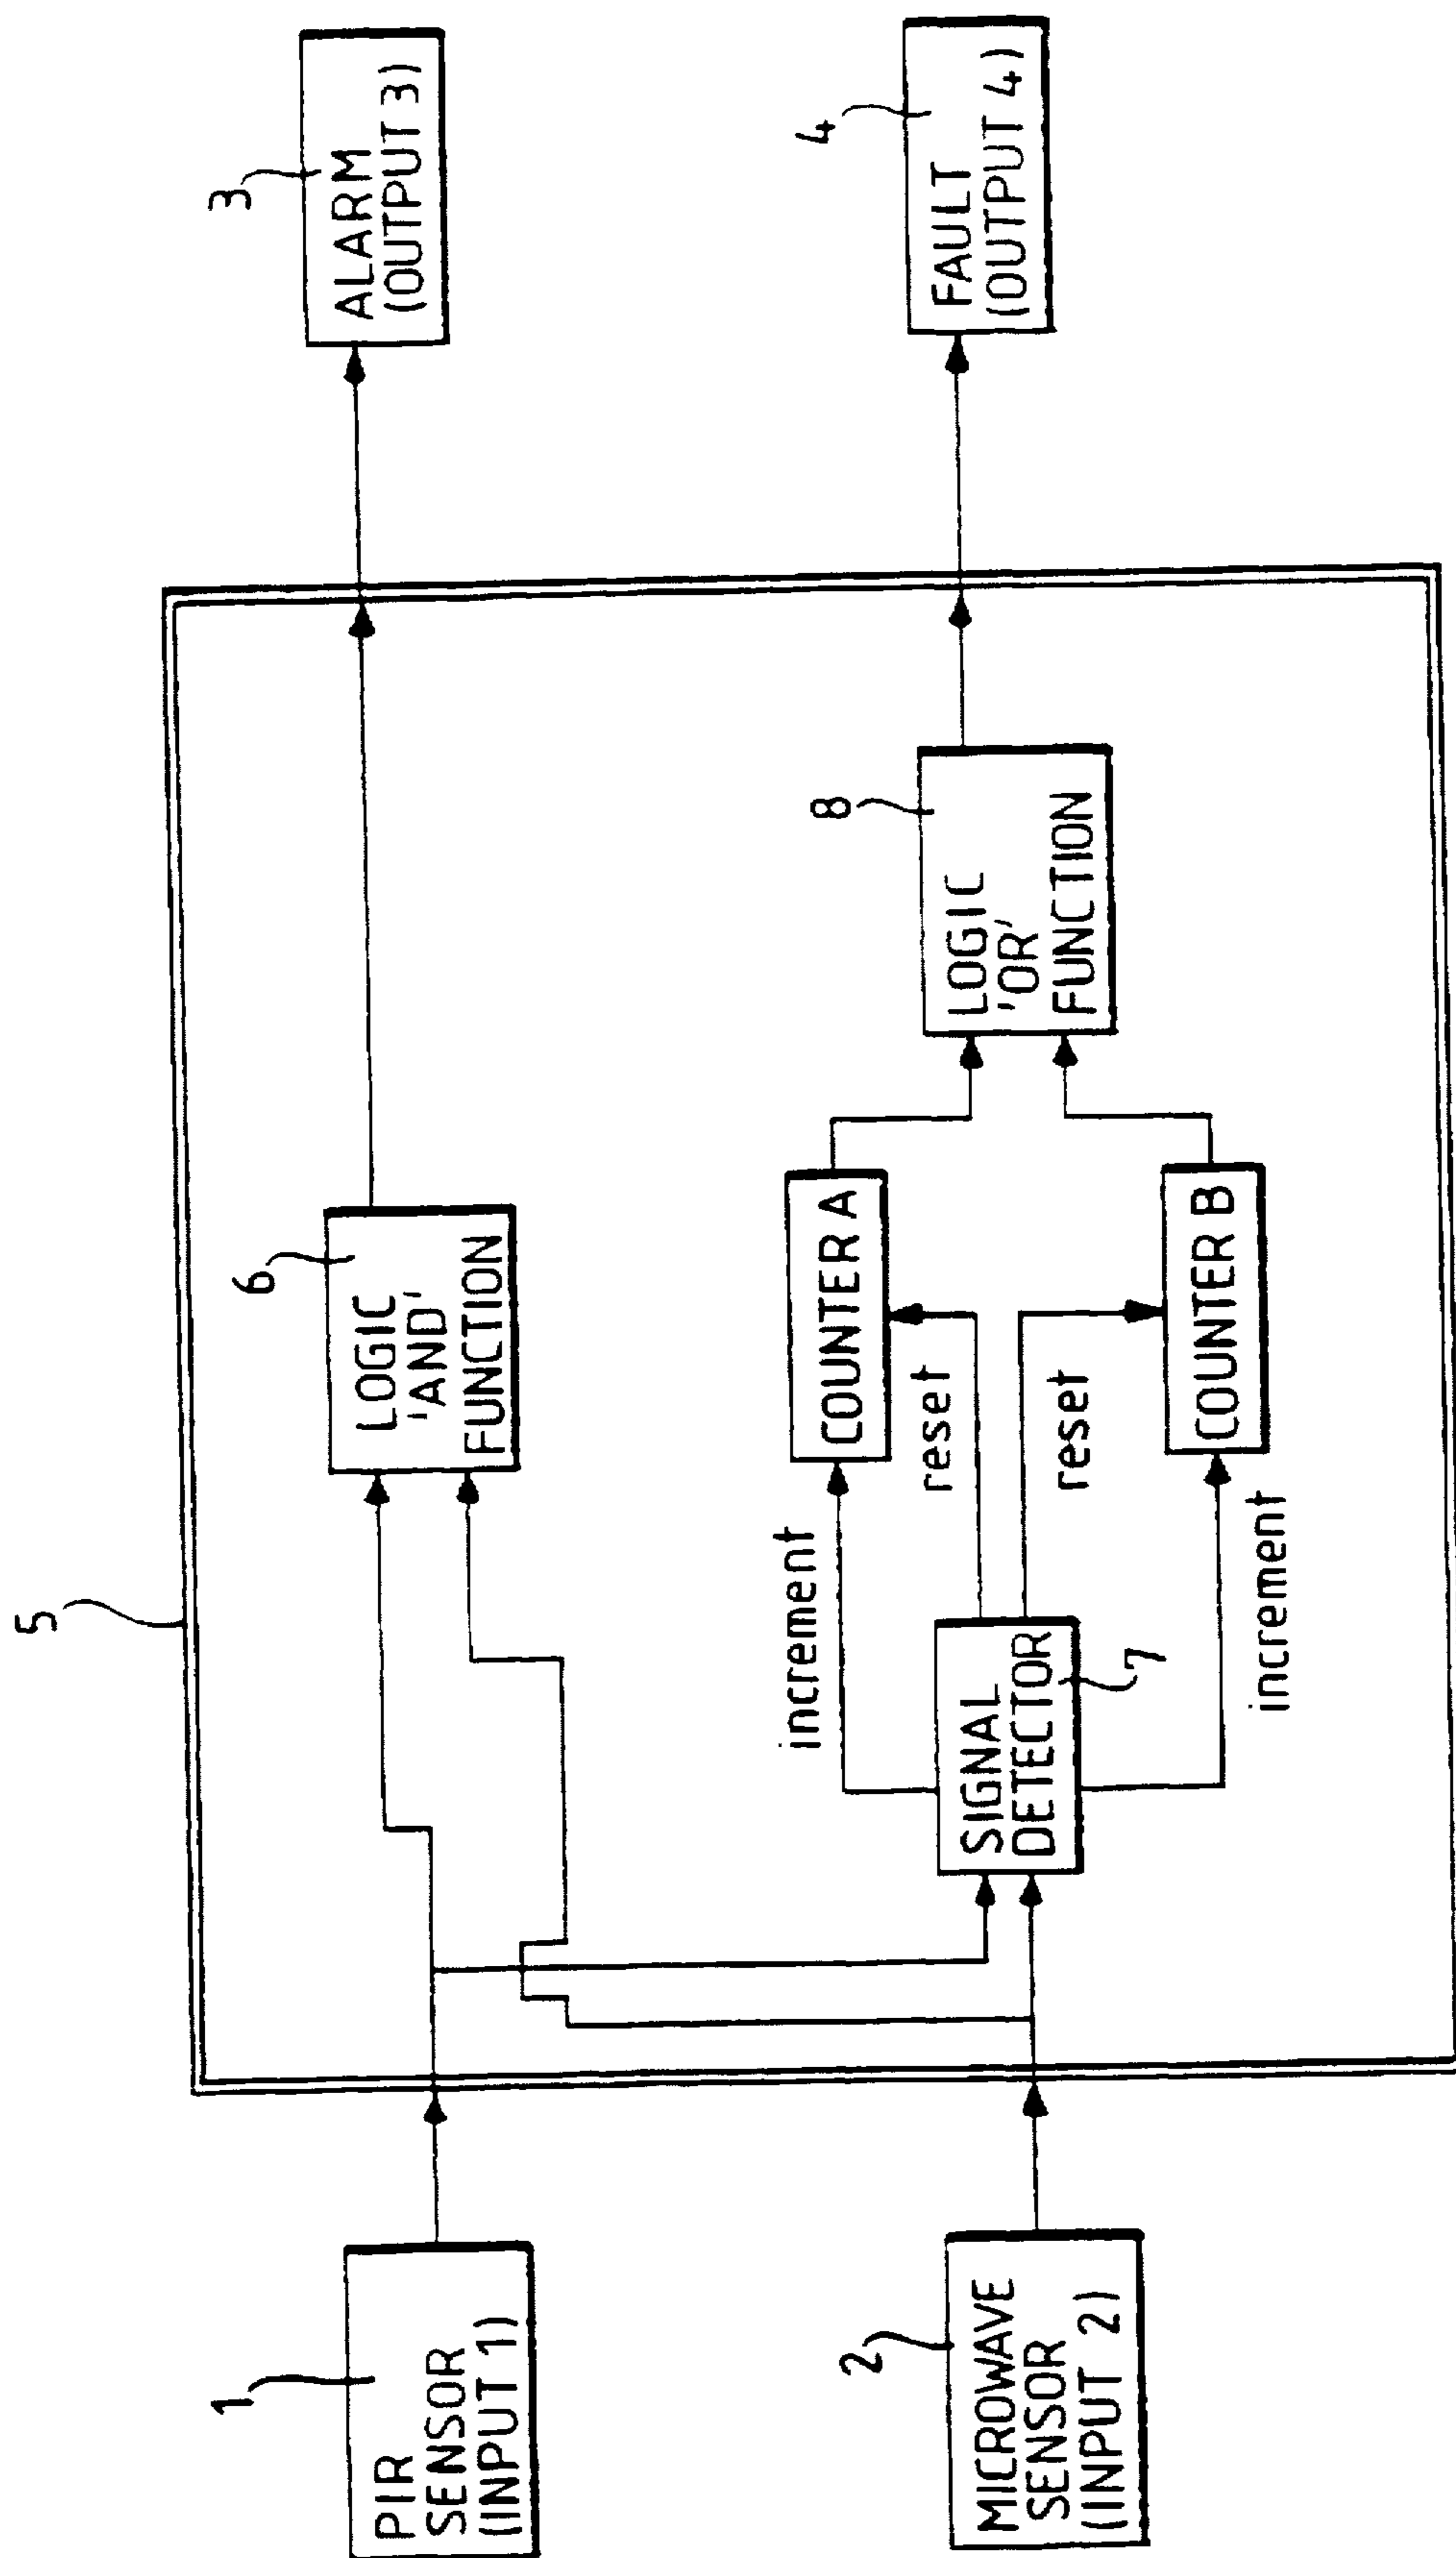 1
PIR
SENSOR
(INPUT 1)
2
MICROWAVE
SENSOR
(INPUT 2)
5
6
LOGIC
'AND'
FUNCTION
3
ALARM
(OUTPUT 3)
SIGNAL
DETECTOR
7
increment
reset
COUNTER A
reset
increment
COUNTER B
8
LOGIC
'OR'
FUNCTION
4
FAULT
(OUTPUT 4)